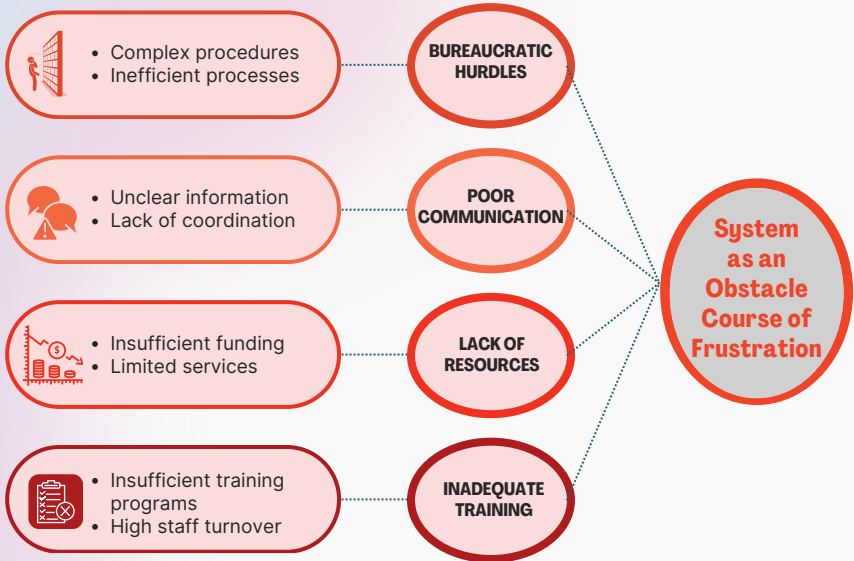 • Complex procedures
• Inefficient processes
BUREAUCRATIC
HURDLES
• Unclear information
• Lack of coordination
POOR
COMMUNICATION
• Insufficient funding
• Limited services
LACK OF
RESOURCES
• Insufficient training
programs
• High staff turnover
INADEQUATE
TRAINING
System
as an
Obstacle
Course of
Frustration
$